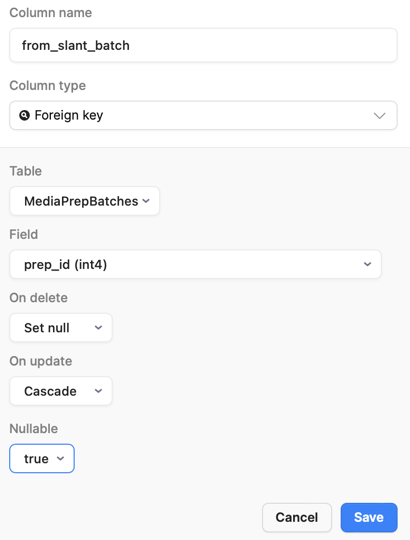 Column name
from_slant_batch
Column type
Foreign key
Table
MediaPrepBatches
Field
prep_id (int4)
On delete
Set null
On update
Cascade
Nullable
true
Cancel Save